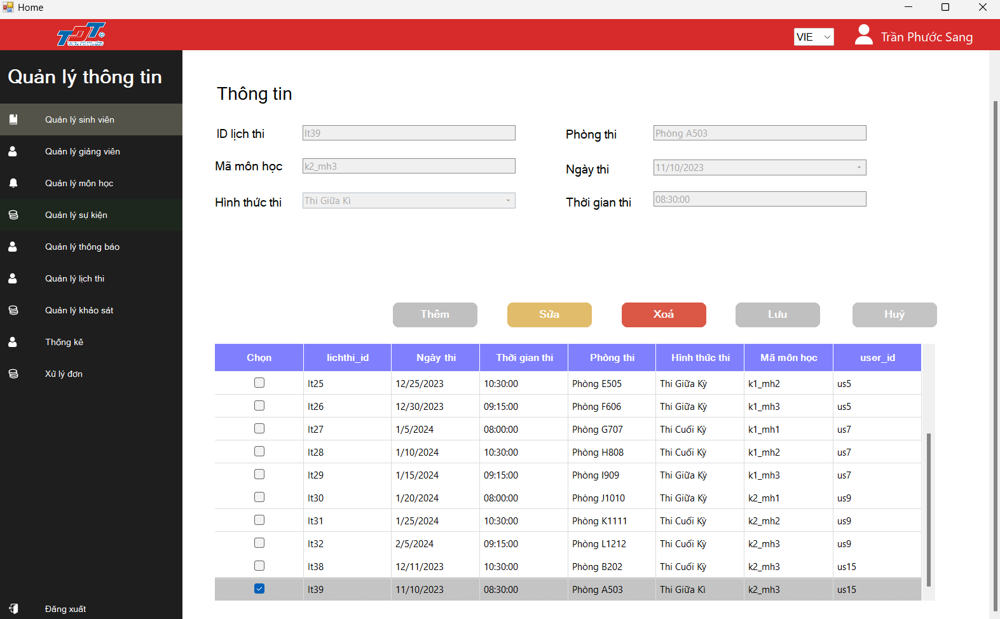 Home
TDT
VIE
Trần Phước Sang
Quản lý thông tin
Quản lý sinh viên
Quản lý giảng viên
Quản lý môn học
Quản lý sự kiện
Quản lý thông báo
Quản lý lịch thi
Quản lý khảo sát
Thống kê
Xử lý đơn
Đăng xuất
Thông tin
ID lịch thi lt39 Phòng thi Phòng A503
Mã môn học k2_mh3 Ngày thi 11/10/2023
Hình thức thi Thi Giữa Kì Thời gian thi 08:30:00
Thêm Sửa Xoá Lưu Huỷ
Chọn lichthi_id Ngày thi Thời gian thi Phòng thi Hình thức thi Mã môn học user_id
lt25 12/25/2023 10:30:00 Phòng E505 Thi Giữa Kỳ k1_mh2 us5
lt26 12/30/2023 09:15:00 Phòng F606 Thi Giữa Kỳ k1_mh3 us5
lt27 1/5/2024 08:00:00 Phòng G707 Thi Cuối Kỳ k1_mh1 us7
lt28 1/10/2024 10:30:00 Phòng H808 Thi Cuối Kỳ k1_mh2 us7
lt29 1/15/2024 09:15:00 Phòng I909 Thi Giữa Kỳ k1_mh3 us7
lt30 1/20/2024 08:00:00 Phòng J1010 Thi Giữa Kỳ k2_mh1 us9
lt31 1/25/2024 10:30:00 Phòng K1111 Thi Cuối Kỳ k2_mh2 us9
lt32 2/5/2024 09:15:00 Phòng L1212 Thi Cuối Kỳ k2_mh3 us9
lt38 12/11/2023 10:30:00 Phòng B202 Thi Cuối Kỳ k2_mh3 us15
lt39 11/10/2023 08:30:00 Phòng A503 Thi Giữa Kì k2_mh3 us15